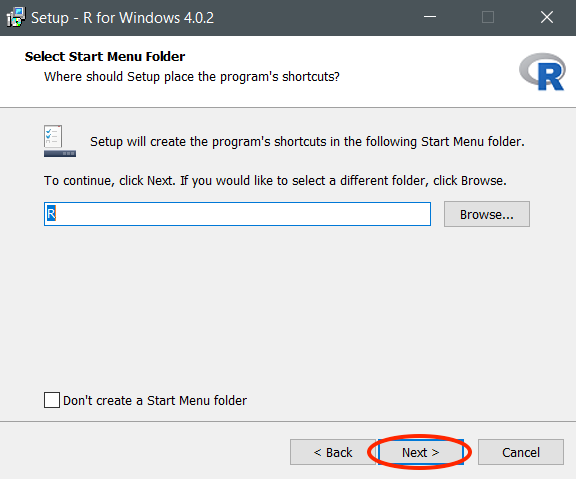 Setup - R for Windows 4.0.2
Select Start Menu Folder
Where should Setup place the program's shortcuts?
R
Setup will create the program's shortcuts in the following Start Menu folder.
To continue, click Next. If you would like to select a different folder, click Browse.
R
Browse...
Don't create a Start Menu folder
< Back
Next >
Cancel